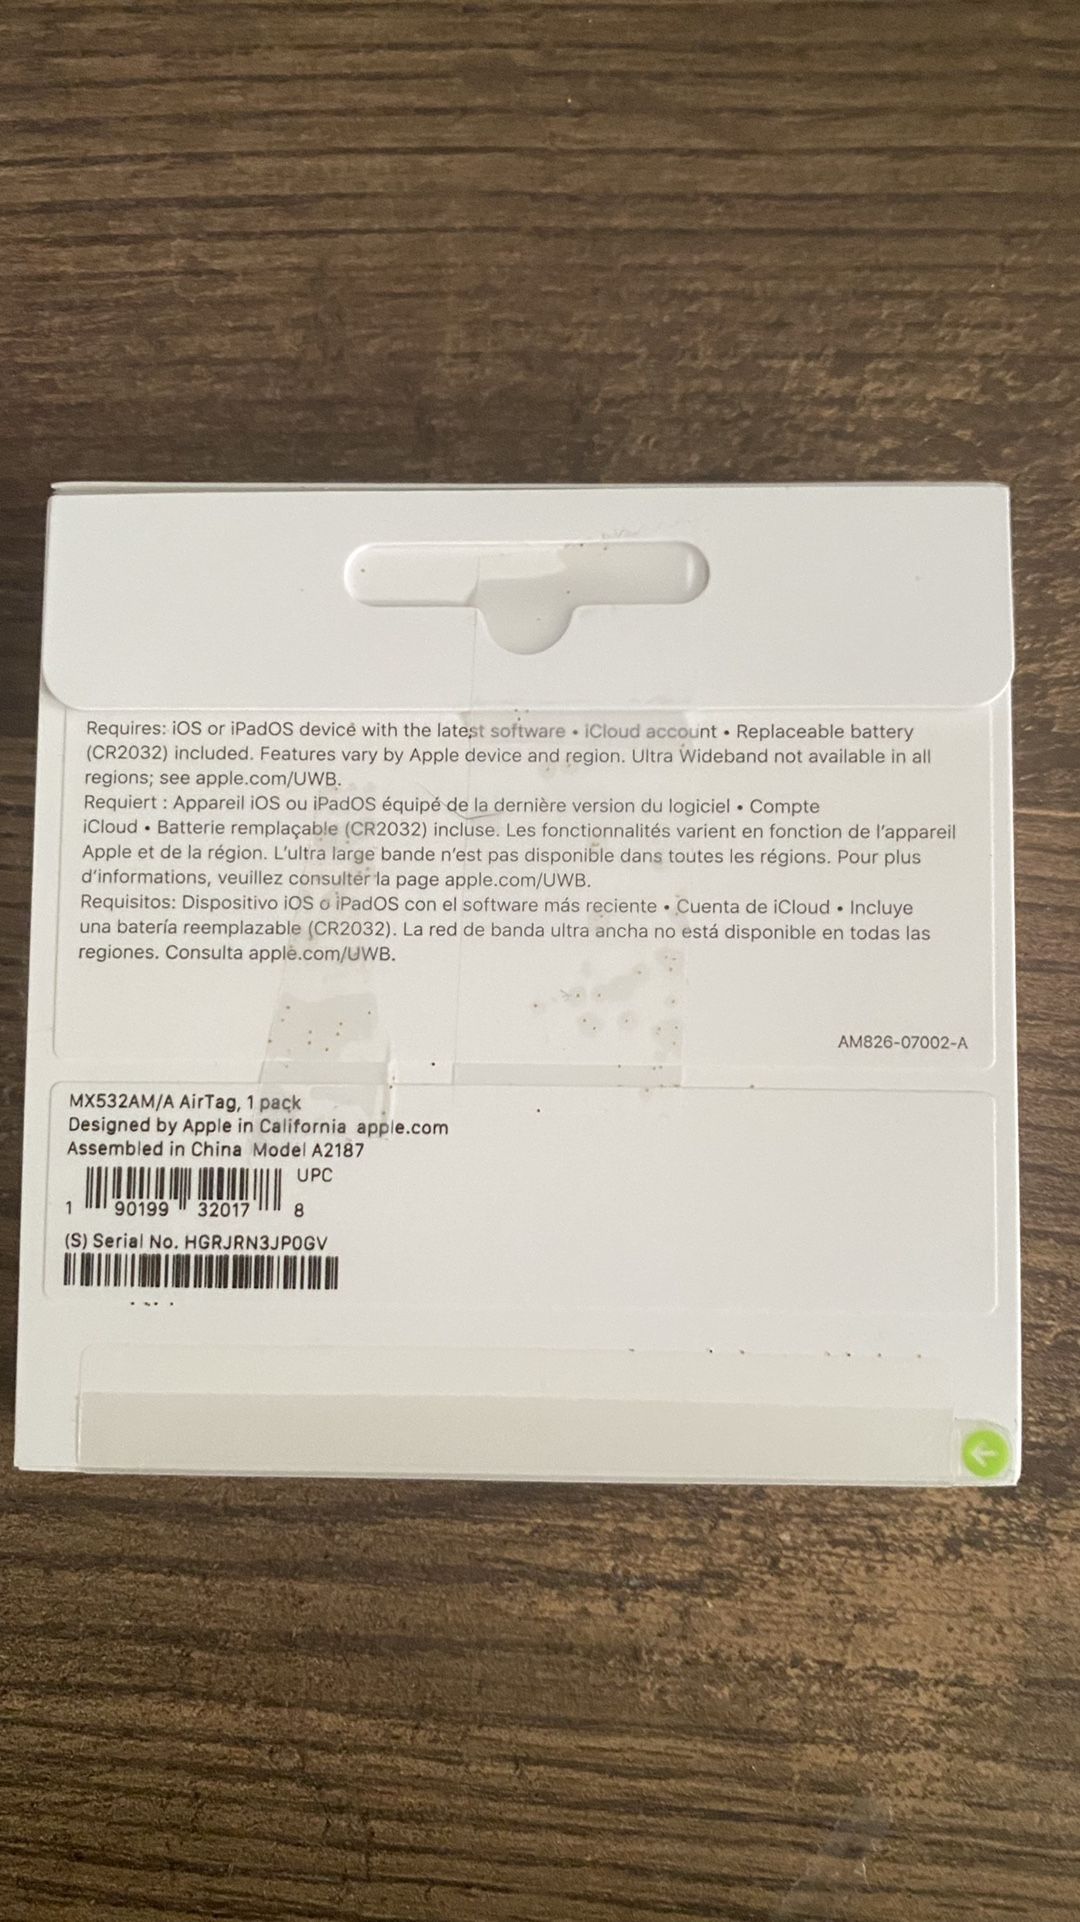 Requires: iOS or iPadOS device with the latest software • iCloud account • Replaceable battery
(CR2032) included. Features vary by Apple device and region. Ultra Wideband not available in all
regions; see apple.com/UWB.
Requiert : Appareil iOS ou iPadOS équipé de la dernière version du logiciel • Compte
iCloud • Batterie remplaçable (CR2032) incluse. Les fonctionnalités varient en fonction de l’appareil
Apple et de la région. L’ultra large bande n’est pas disponible dans toutes les régions. Pour plus
d’informations, veuillez consulter la page apple.com/UWB.
Requisitos: Dispositivo iOS o iPadOS con el software más reciente • Cuenta de iCloud • Incluye
una batería reemplazable (CR2032). La red de banda ultra ancha no está disponible en todas las
regiones. Consulta apple.com/UWB.
AM826-07002-A
MX532AM/A AirTag, 1 pack
Designed by Apple in California apple.com
Assembled in China Model A2187
UPC
1 90199 32017 8
(S) Serial No. HGRJRN3JP0GV